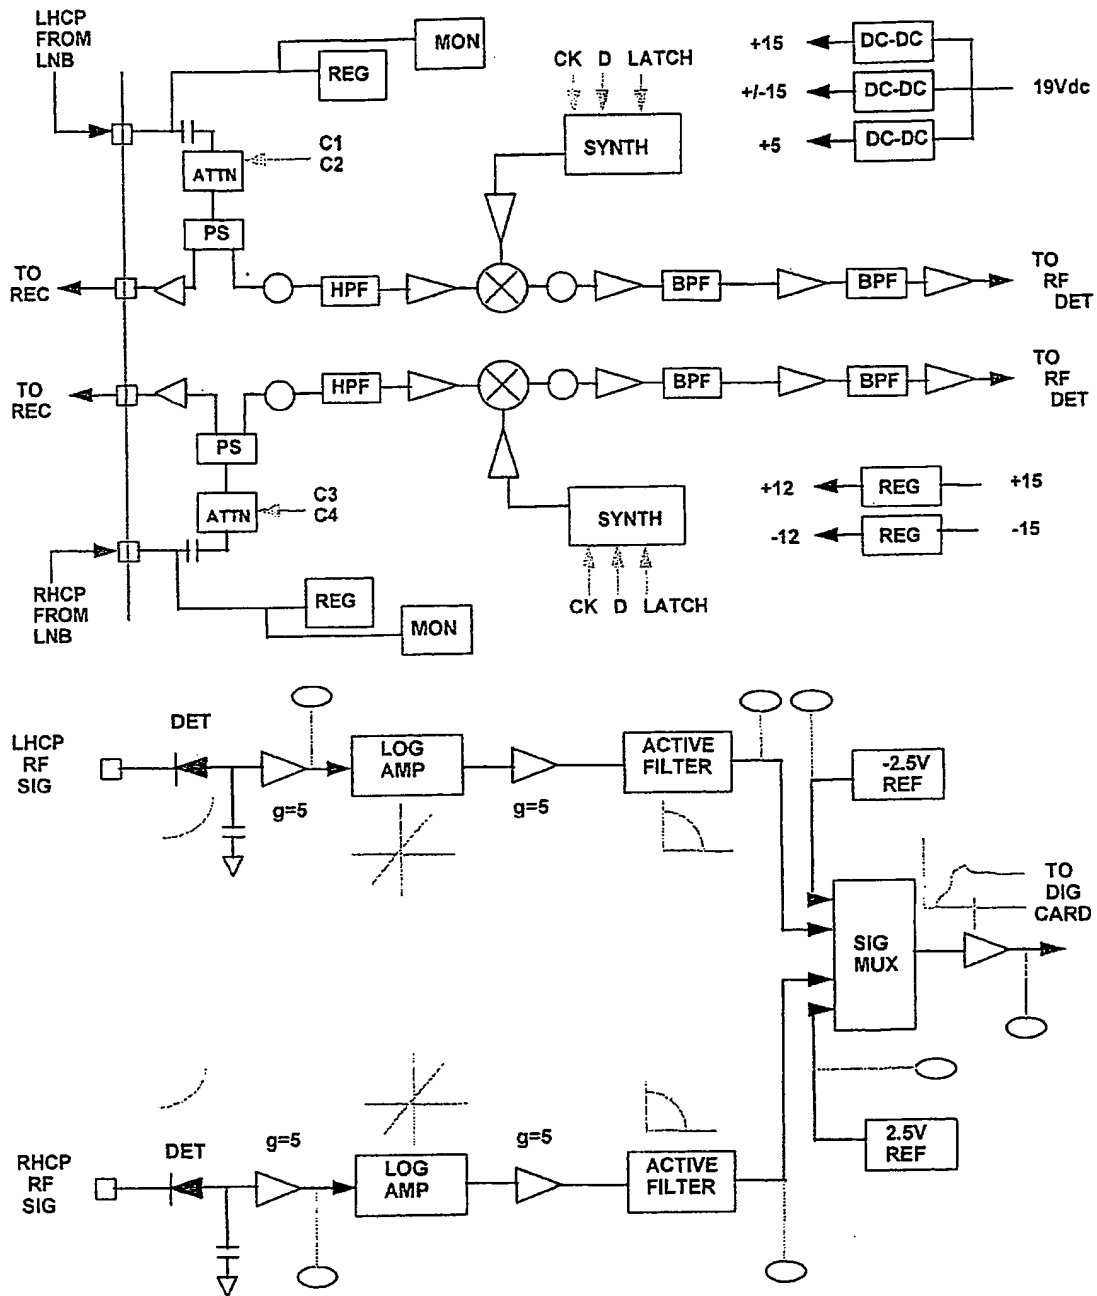 LHCP
FROM
LNB
MON
REG
CK D LATCH
SYNTH
+15
DC-DC
+/-15
DC-DC
19Vdc
+5
DC-DC
ATTN
C1
C2
PS
TO
REC
HPF
BPF
BPF
TO
RF
DET
TO
REC
HPF
BPF
BPF
TO
RF
DET
PS
ATTN
C3
C4
SYNTH
CK D LATCH
+12
REG
+15
-12
REG
-15
RHCP
FROM
LNB
REG
MON
LHCP
RF
SIG
DET
g=5
LOG
AMP
g=5
ACTIVE
FILTER
-2.5V
REF
SIG
MUX
TO
DIG
CARD
2.5V
REF
RHCP
RF
SIG
DET
g=5
LOG
AMP
g=5
ACTIVE
FILTER